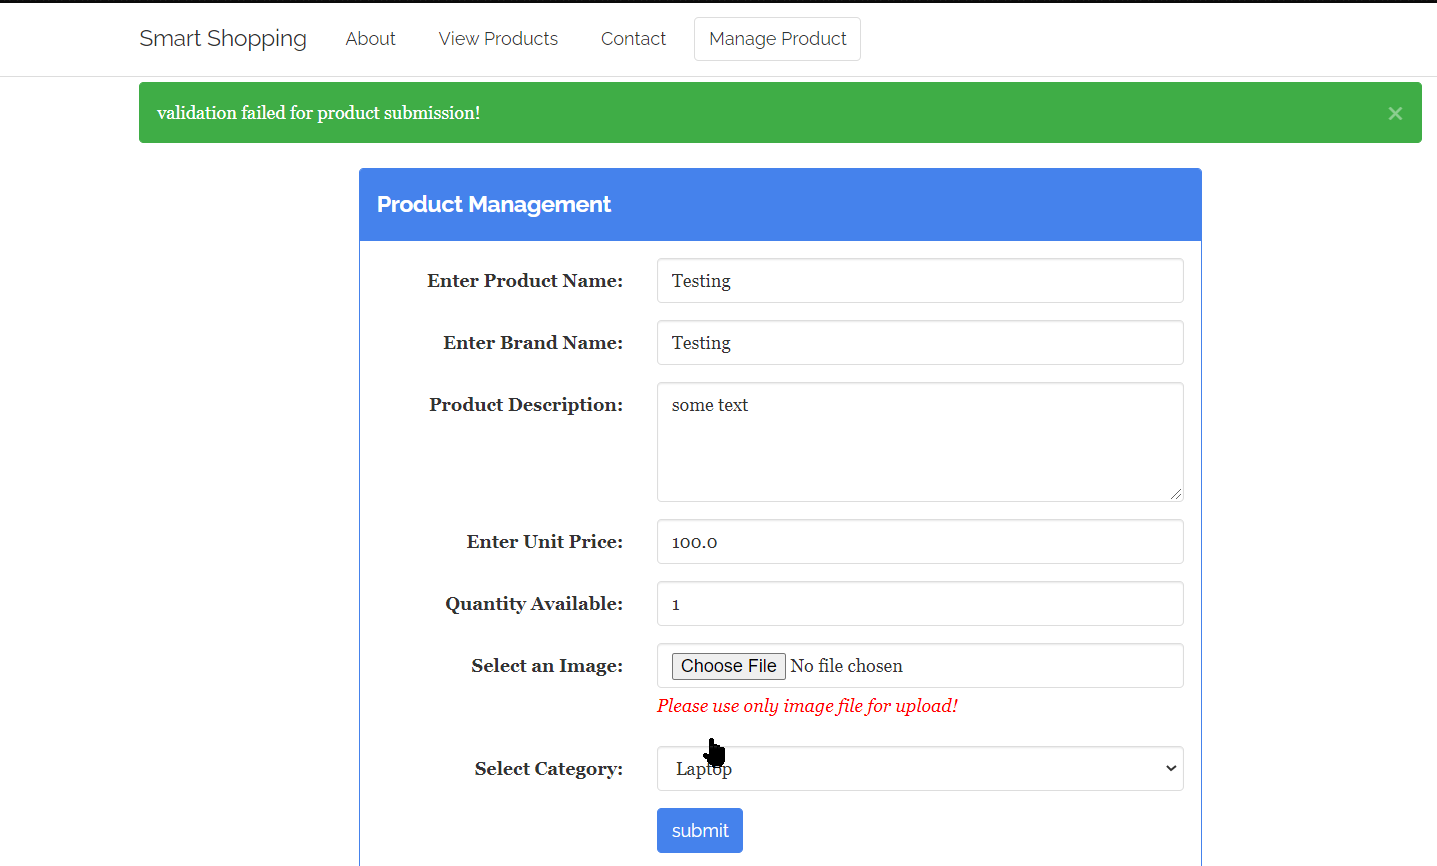 Smart Shopping About View Products Contact Manage Product
validation failed for product submission! ×
Product Management
Enter Product Name: Testing
Enter Brand Name: Testing
Product Description: some text
Enter Unit Price: 100.0
Quantity Available: 1
Select an Image: Choose File No file chosen
Please use only image file for upload!
Select Category: Laptop
submit